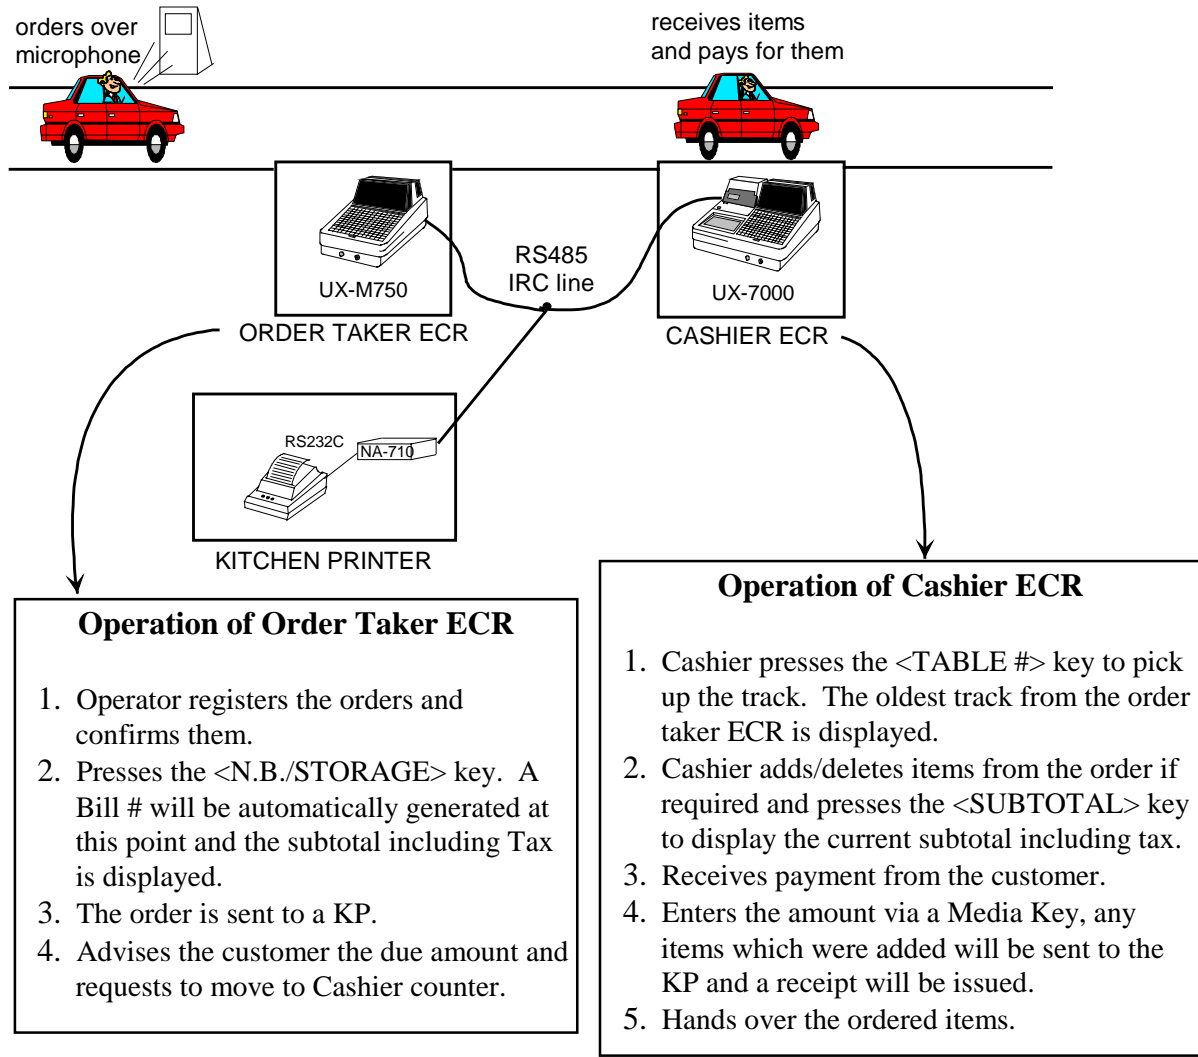 orders over
microphone
receives items
and pays for them
RS485
IRC line
UX-M750
UX-7000
ORDER TAKER ECR
CASHIER ECR
RS232C
NA-710
KITCHEN PRINTER
Operation of Order Taker ECR
1. Operator registers the orders and
confirms them.
2. Presses the <N.B./STORAGE> key. A
Bill # will be automatically generated at
this point and the subtotal including Tax
is displayed.
3. The order is sent to a KP.
4. Advises the customer the due amount and
requests to move to Cashier counter.
Operation of Cashier ECR
1. Cashier presses the <TABLE #> key to pick
up the track. The oldest track from the order
taker ECR is displayed.
2. Cashier adds/deletes items from the order if
required and presses the <SUBTOTAL> key
to display the current subtotal including tax.
3. Receives payment from the customer.
4. Enters the amount via a Media Key, any
items which were added will be sent to the
KP and a receipt will be issued.
5. Hands over the ordered items.